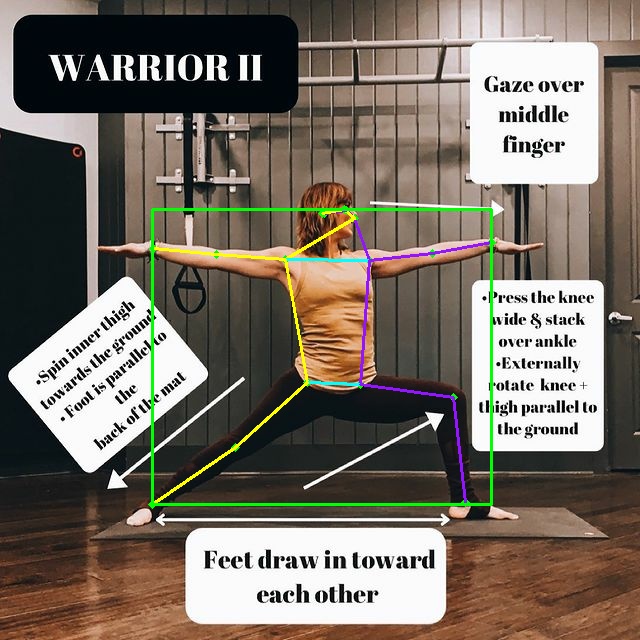 WARRIOR II
Gaze over
middle
finger
•Spin inner thigh
towards the ground
•Foot is parallel to
the
back of the mat
•Press the knee
wide & stack
over ankle
•Externally
rotate knee +
thigh parallel to
the ground
Feet draw in toward
each other